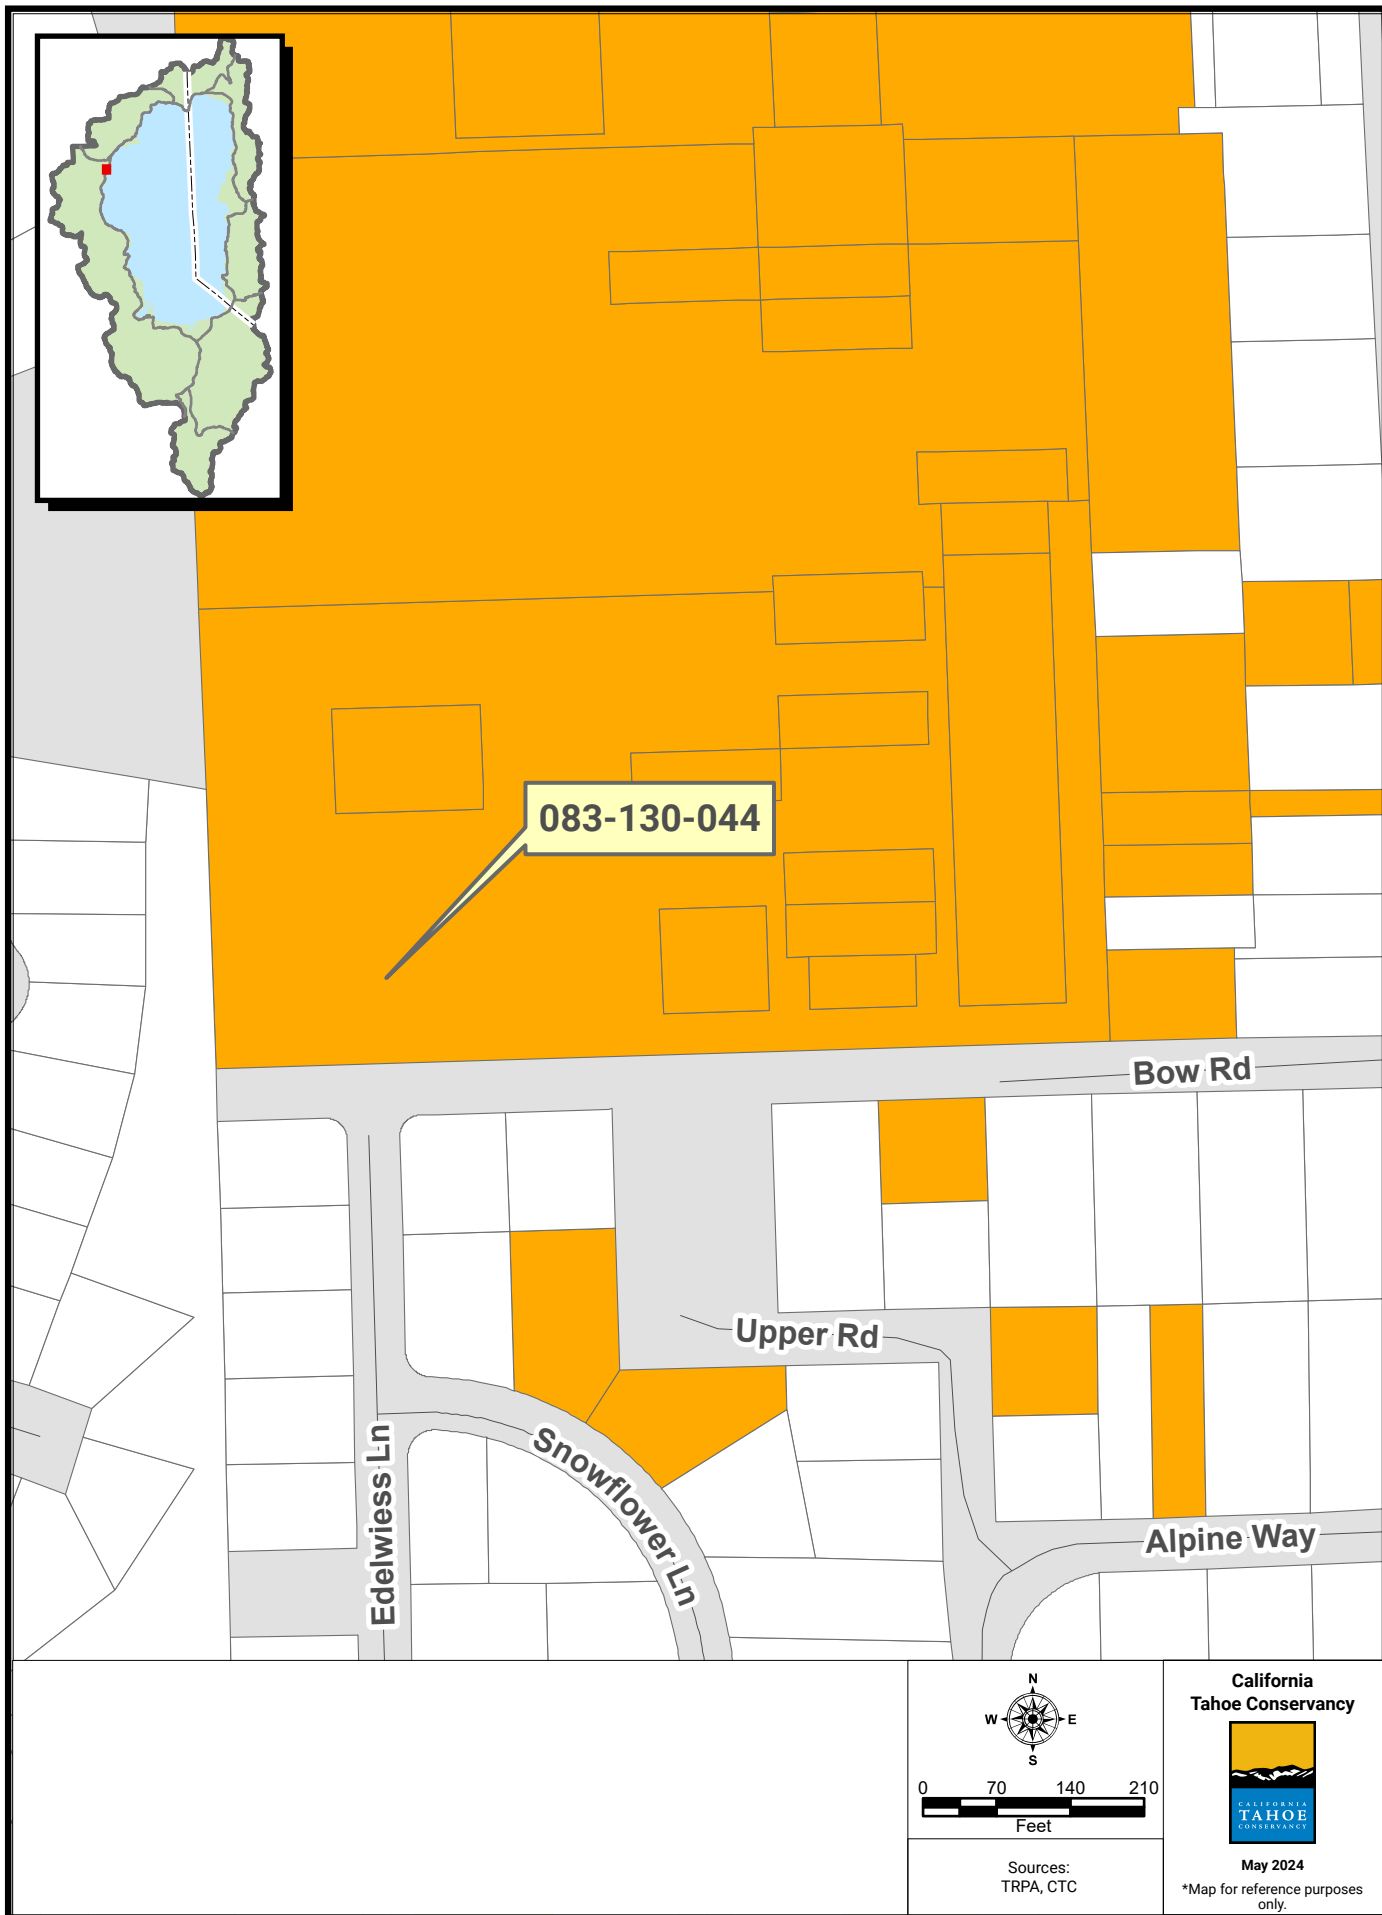 083-130-044
Bow Rd
Upper Rd
Snowflower Ln
Edelwiess Ln
Alpine Way
N
W
E
S
0 70 140 210
Feet
Sources:
TRPA, CTC
California
Tahoe Conservancy
CALIFORNIA
TAHOE
CONSERVANCY
May 2024
*Map for reference purposes
only.